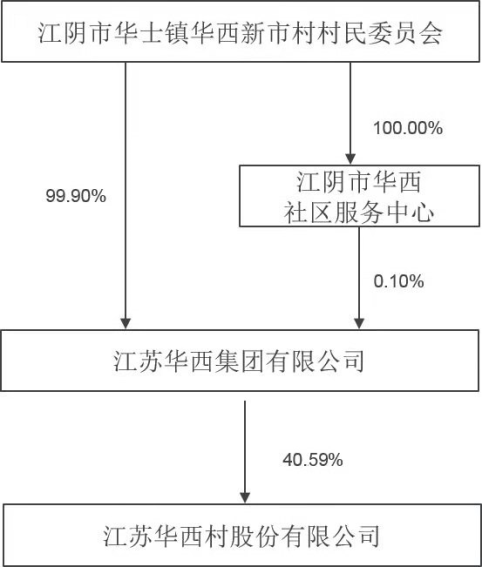 江阴市华士镇华西新市村村民委员会
100.00%
99.90%
江阴市华西
社区服务中心
0.10%
江苏华西集团有限公司
40.59%
江苏华西村股份有限公司